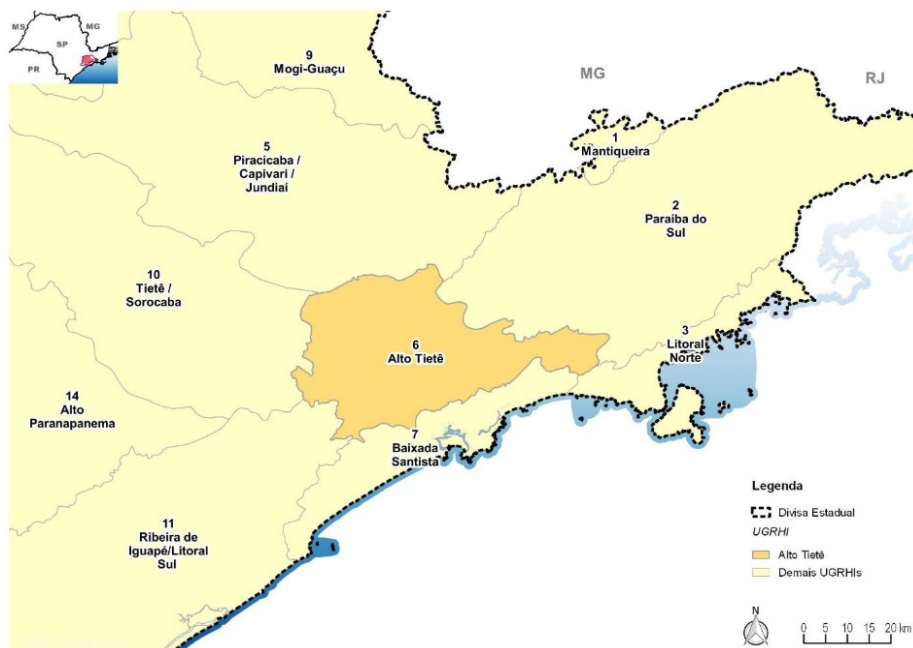 MS
MG
SP
PR
9
Mogi-Guaçu
MG
RJ
1
Mantiqueira
5
Piracicaba /
Capivari /
Jundiaí
2
Paraíba do
Sul
10
Tietê /
Sorocaba
3
Litoral
Norte
6
Alto Tietê
14
Alto
Paranapanema
7
Baixada
Santista
11
Ribeira de
Iguapé/Litoral
Sul
Legenda
Divisa Estadual
UGRHI
Alto Tietê
Demais UGRHIs
N
0 5 10 15 20 km